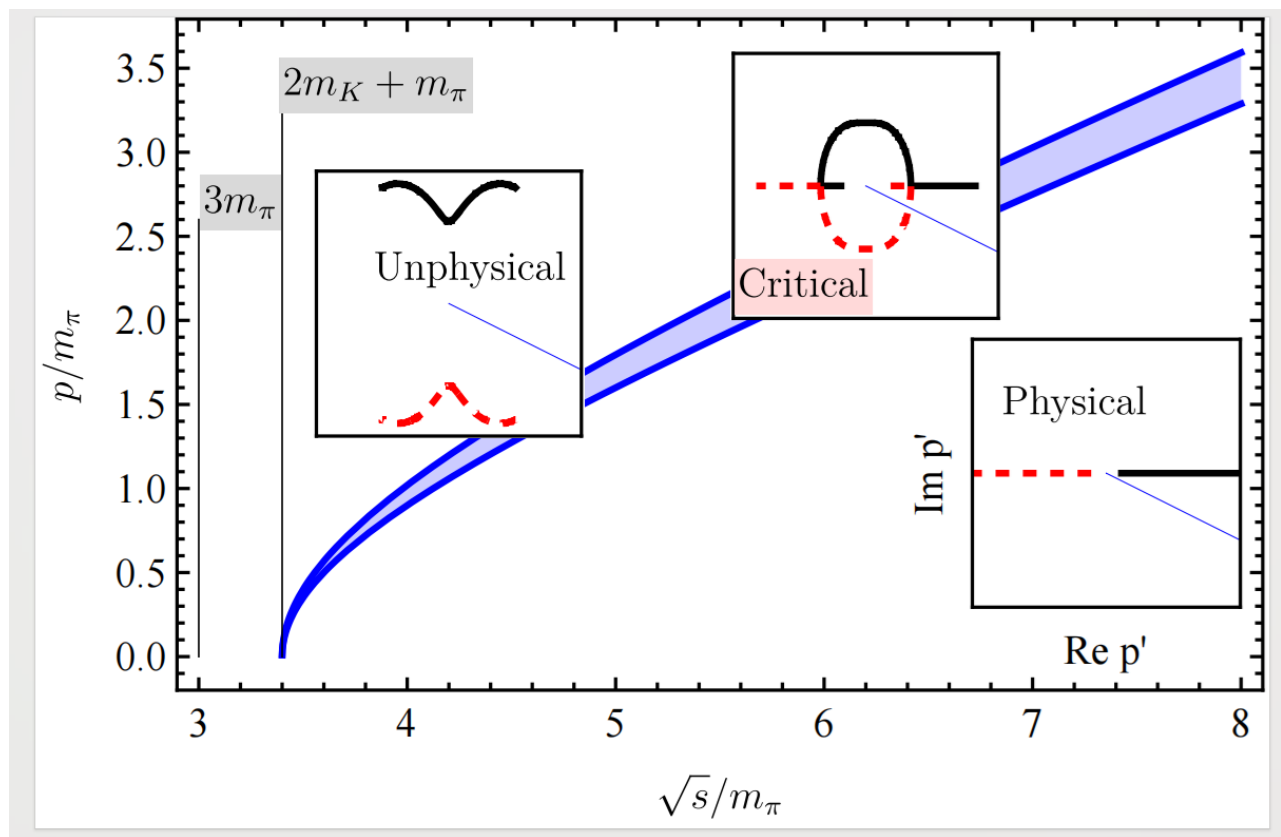 3.5
3.0
2.5
2.0
1.5
1.0
0.5
0.0
p/m_π
2m_K + m_π
3m_π
Unphysical
Critical
Physical
Im p'
Re p'
3 4 5 6 7 8
√s/m_π